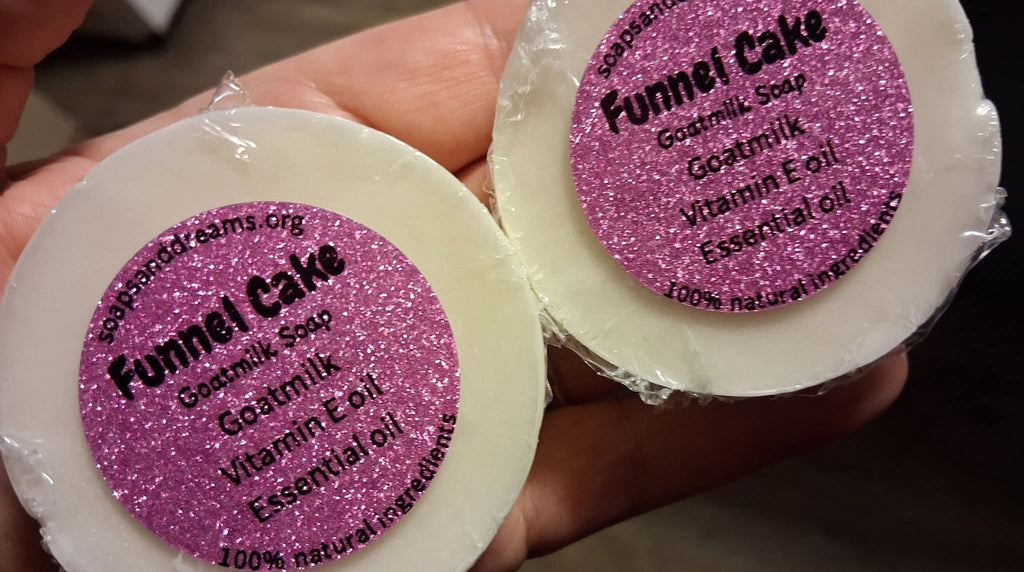 soapsanddreams.org
Funnel Cake
Goatmilk Soap
Goatmilk
Vitamin E oil
Essential oil
100% natural ingredients
Funnel Cake
Goatmilk Soap
Goatmilk
Vitamin E oil
Essential oil
100% natural ingredients